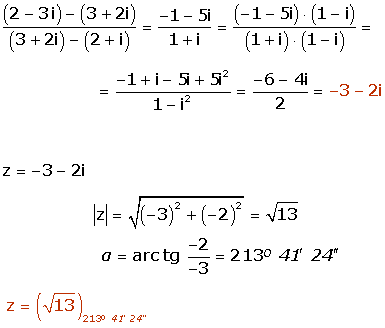 (2 – 3i) – (3 + 2i) / (3 + 2i) – (2 + i) = –1 – 5i / 1 + i = (–1 – 5i) · (1 – i) / (1 + i) · (1 – i) =
= –1 + i – 5i + 5i² / 1 – i² = –6 – 4i / 2 = –3 – 2i
z = –3 – 2i
|z| = √(–3)² + (–2)² = √13
a = arc tg –2 / –3 = 213º 41' 24"
z = (√13)213º 41' 24"